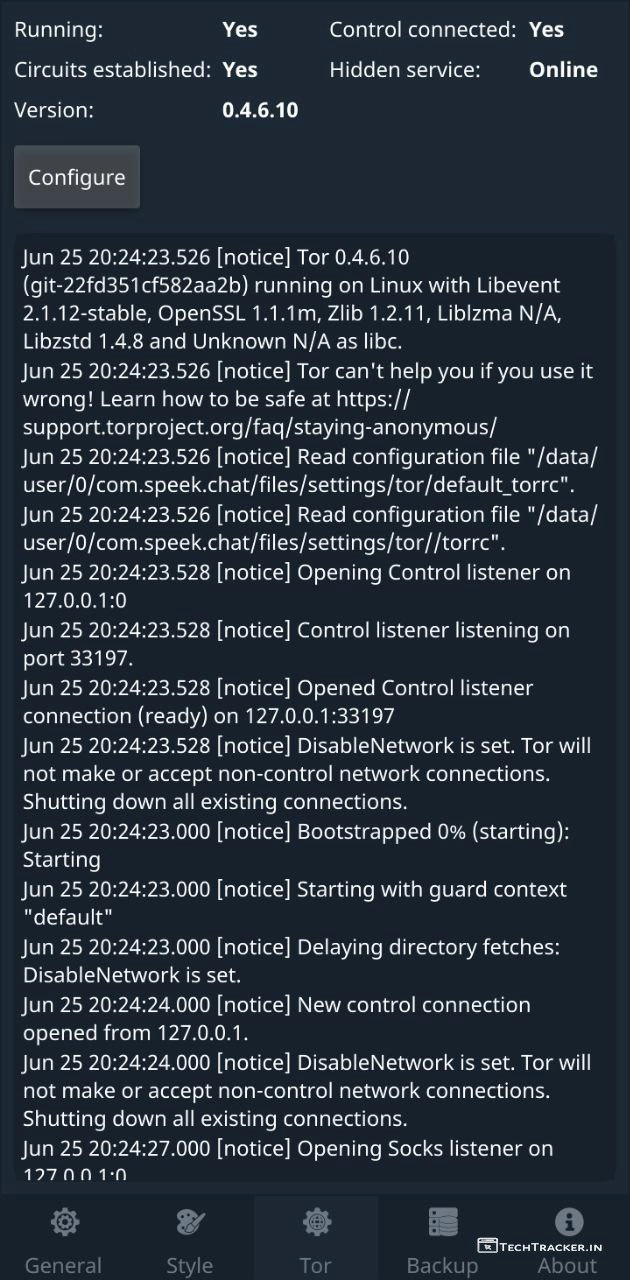 Running: Yes Control connected: Yes
Circuits established: Yes Hidden service: Online
Version: 0.4.6.10
Configure
Jun 25 20:24:23.526 [notice] Tor 0.4.6.10
(git-22fd351cf582aa2b) running on Linux with Libevent
2.1.12-stable, OpenSSL 1.1.1m, Zlib 1.2.11, Liblzma N/A,
Libzstd 1.4.8 and Unknown N/A as libc.
Jun 25 20:24:23.526 [notice] Tor can't help you if you use it
wrong! Learn how to be safe at https://
support.torproject.org/faq/staying-anonymous/
Jun 25 20:24:23.526 [notice] Read configuration file "/data/
user/0/com.speek.chat/files/settings/tor/default_torrc".
Jun 25 20:24:23.526 [notice] Read configuration file "/data/
user/0/com.speek.chat/files/settings/tor//torrc".
Jun 25 20:24:23.528 [notice] Opening Control listener on
127.0.0.1:0
Jun 25 20:24:23.528 [notice] Control listener listening on
port 33197.
Jun 25 20:24:23.528 [notice] Opened Control listener
connection (ready) on 127.0.0.1:33197
Jun 25 20:24:23.528 [notice] DisableNetwork is set. Tor will
not make or accept non-control network connections.
Shutting down all existing connections.
Jun 25 20:24:23.000 [notice] Bootstrapped 0% (starting):
Starting
Jun 25 20:24:23.000 [notice] Starting with guard context
"default"
Jun 25 20:24:23.000 [notice] Delaying directory fetches:
DisableNetwork is set.
Jun 25 20:24:24.000 [notice] New control connection
opened from 127.0.0.1.
Jun 25 20:24:24.000 [notice] DisableNetwork is set. Tor will
not make or accept non-control network connections.
Shutting down all existing connections.
Jun 25 20:24:27.000 [notice] Opening Socks listener on
127.0.0.1:0
General Style Tor Backup About
TECHTRACKER.IN